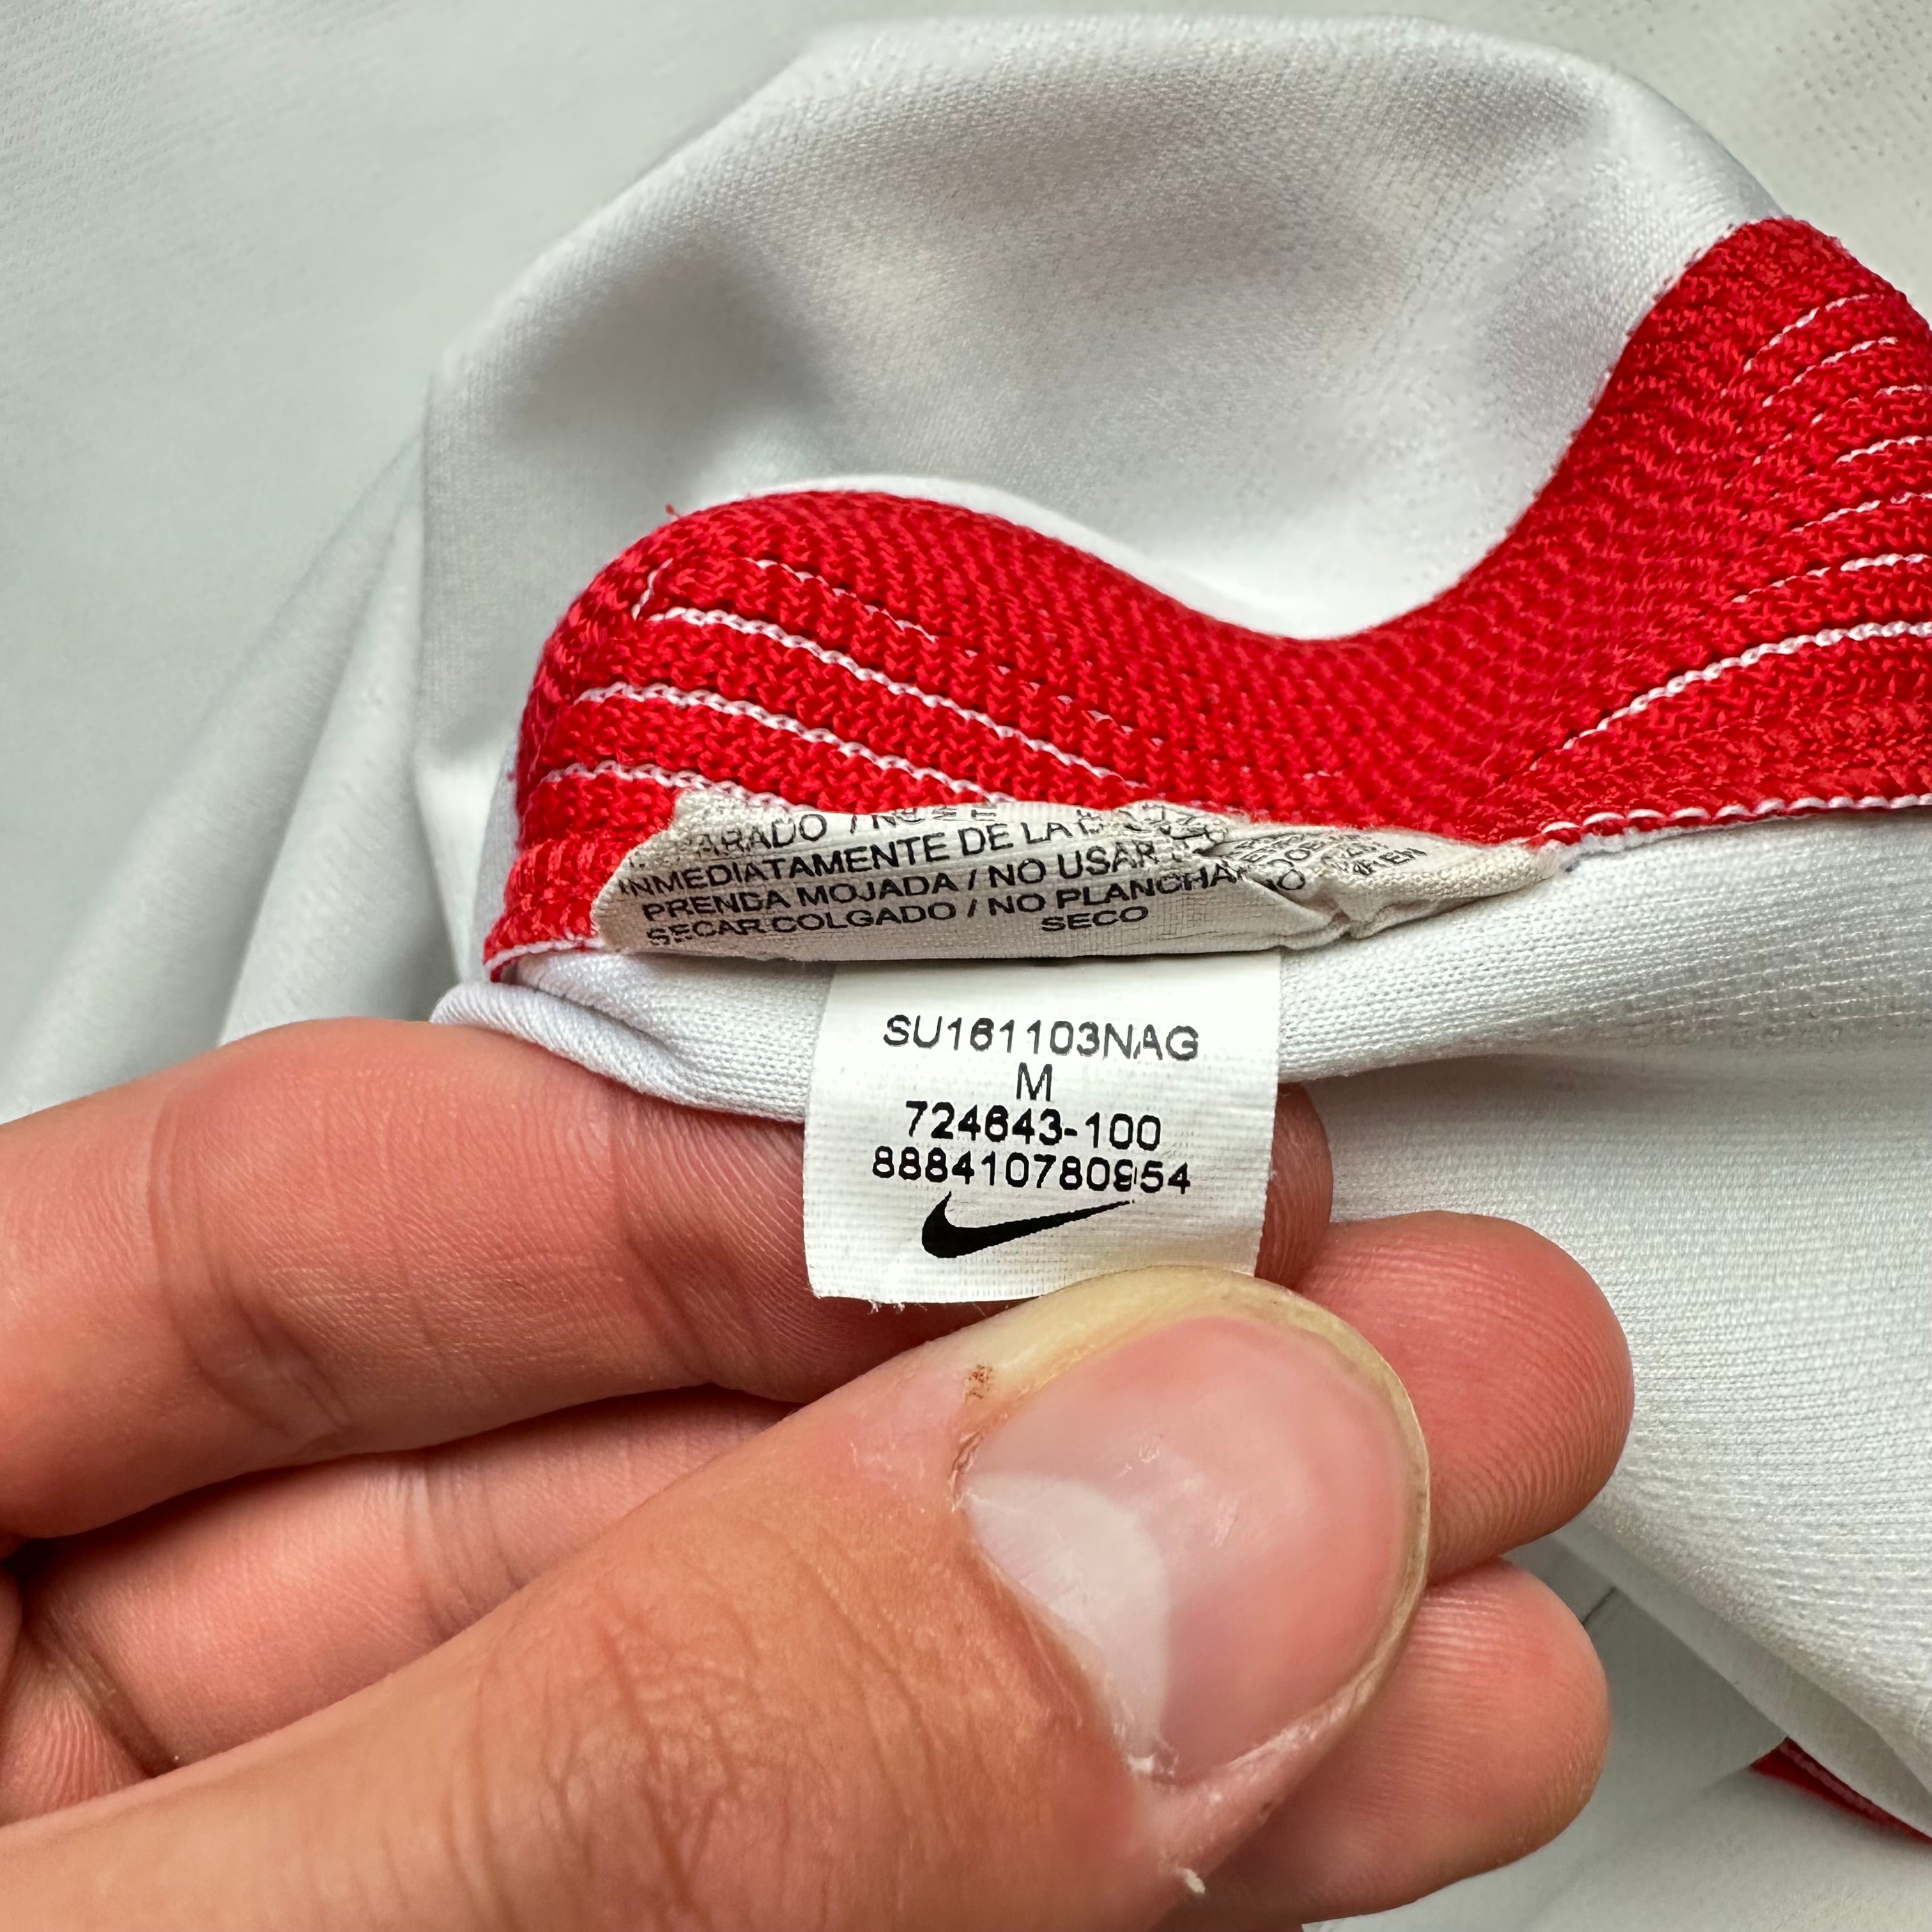 INMEDIATAMENTE DE LA
PRENDA MOJADA / NO USAR
SECAR COLGADO / NO PLANCHAR
SECO
SU161103NAG
M
724643-100
888410780954